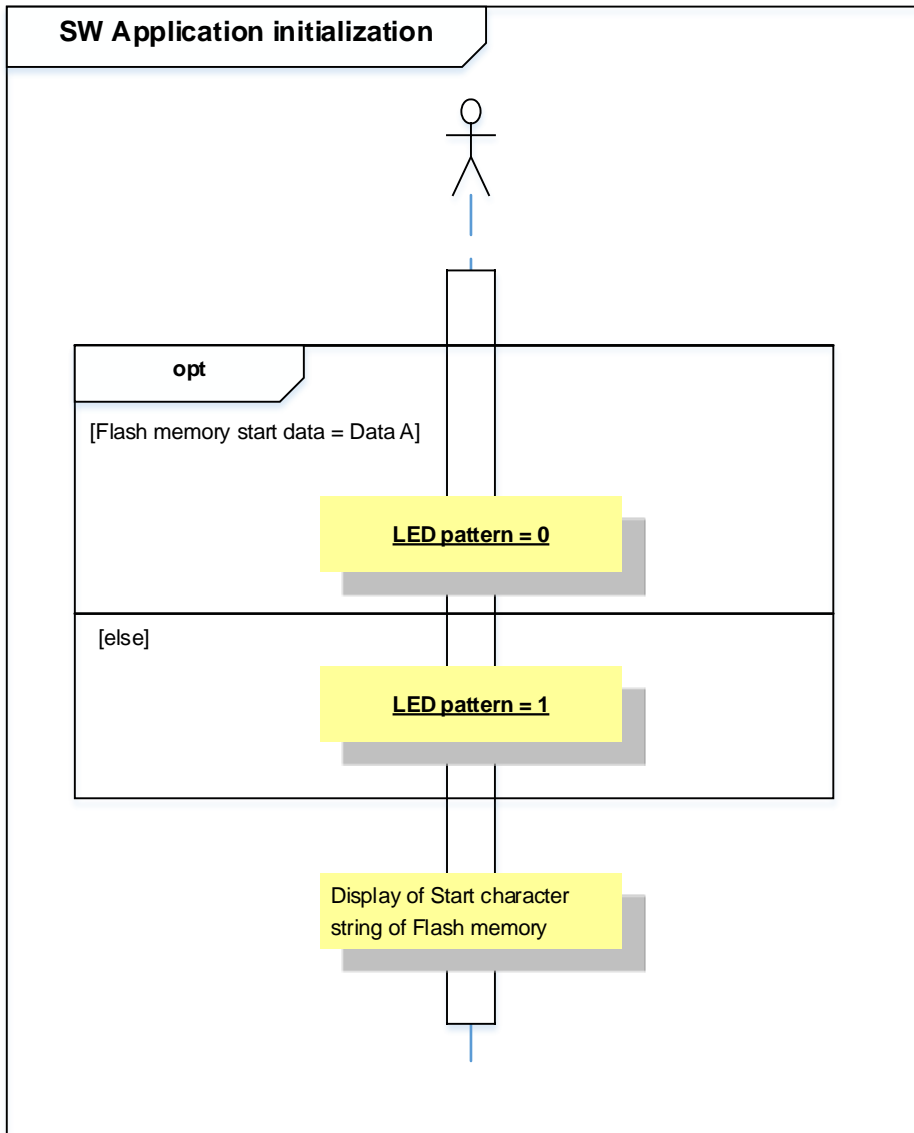 SW Application initialization
opt
[Flash memory start data = Data A]
LED pattern = 0
[else]
LED pattern = 1
Display of Start character
string of Flash memory